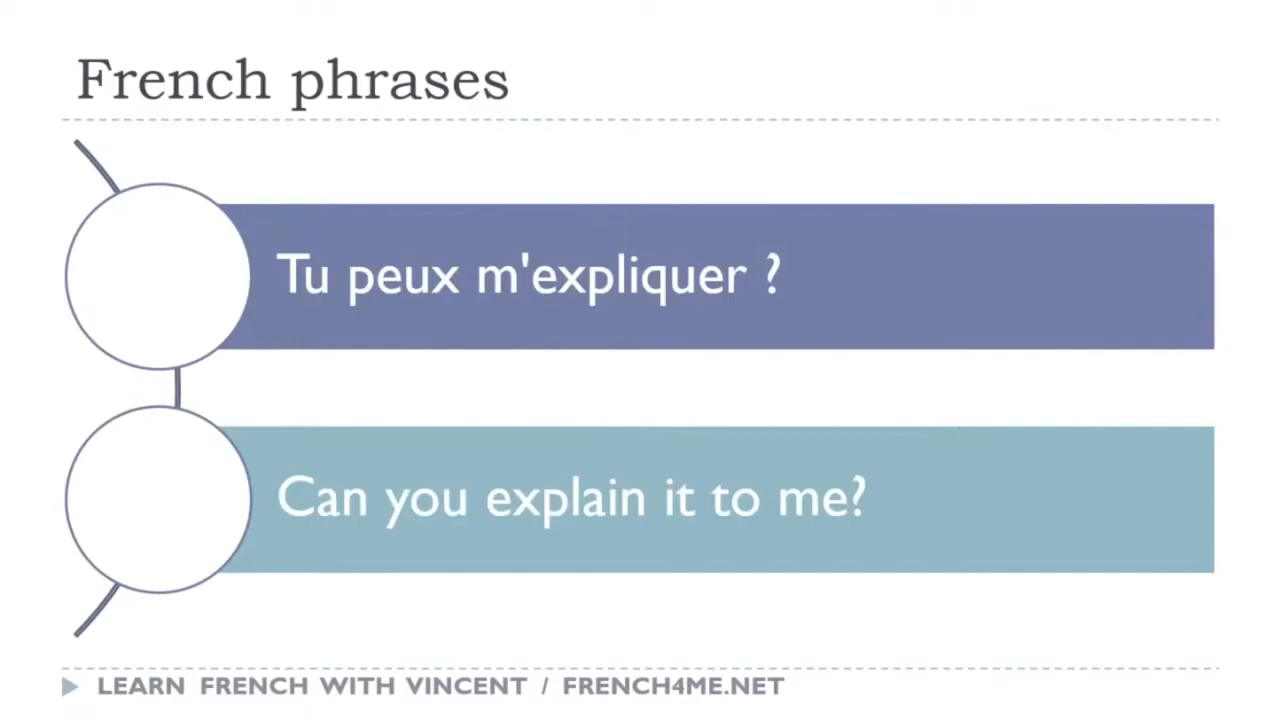 French phrases
Tu peux m'expliquer ?
Can you explain it to me?
LEARN FRENCH WITH VINCENT / FRENCH4ME.NET